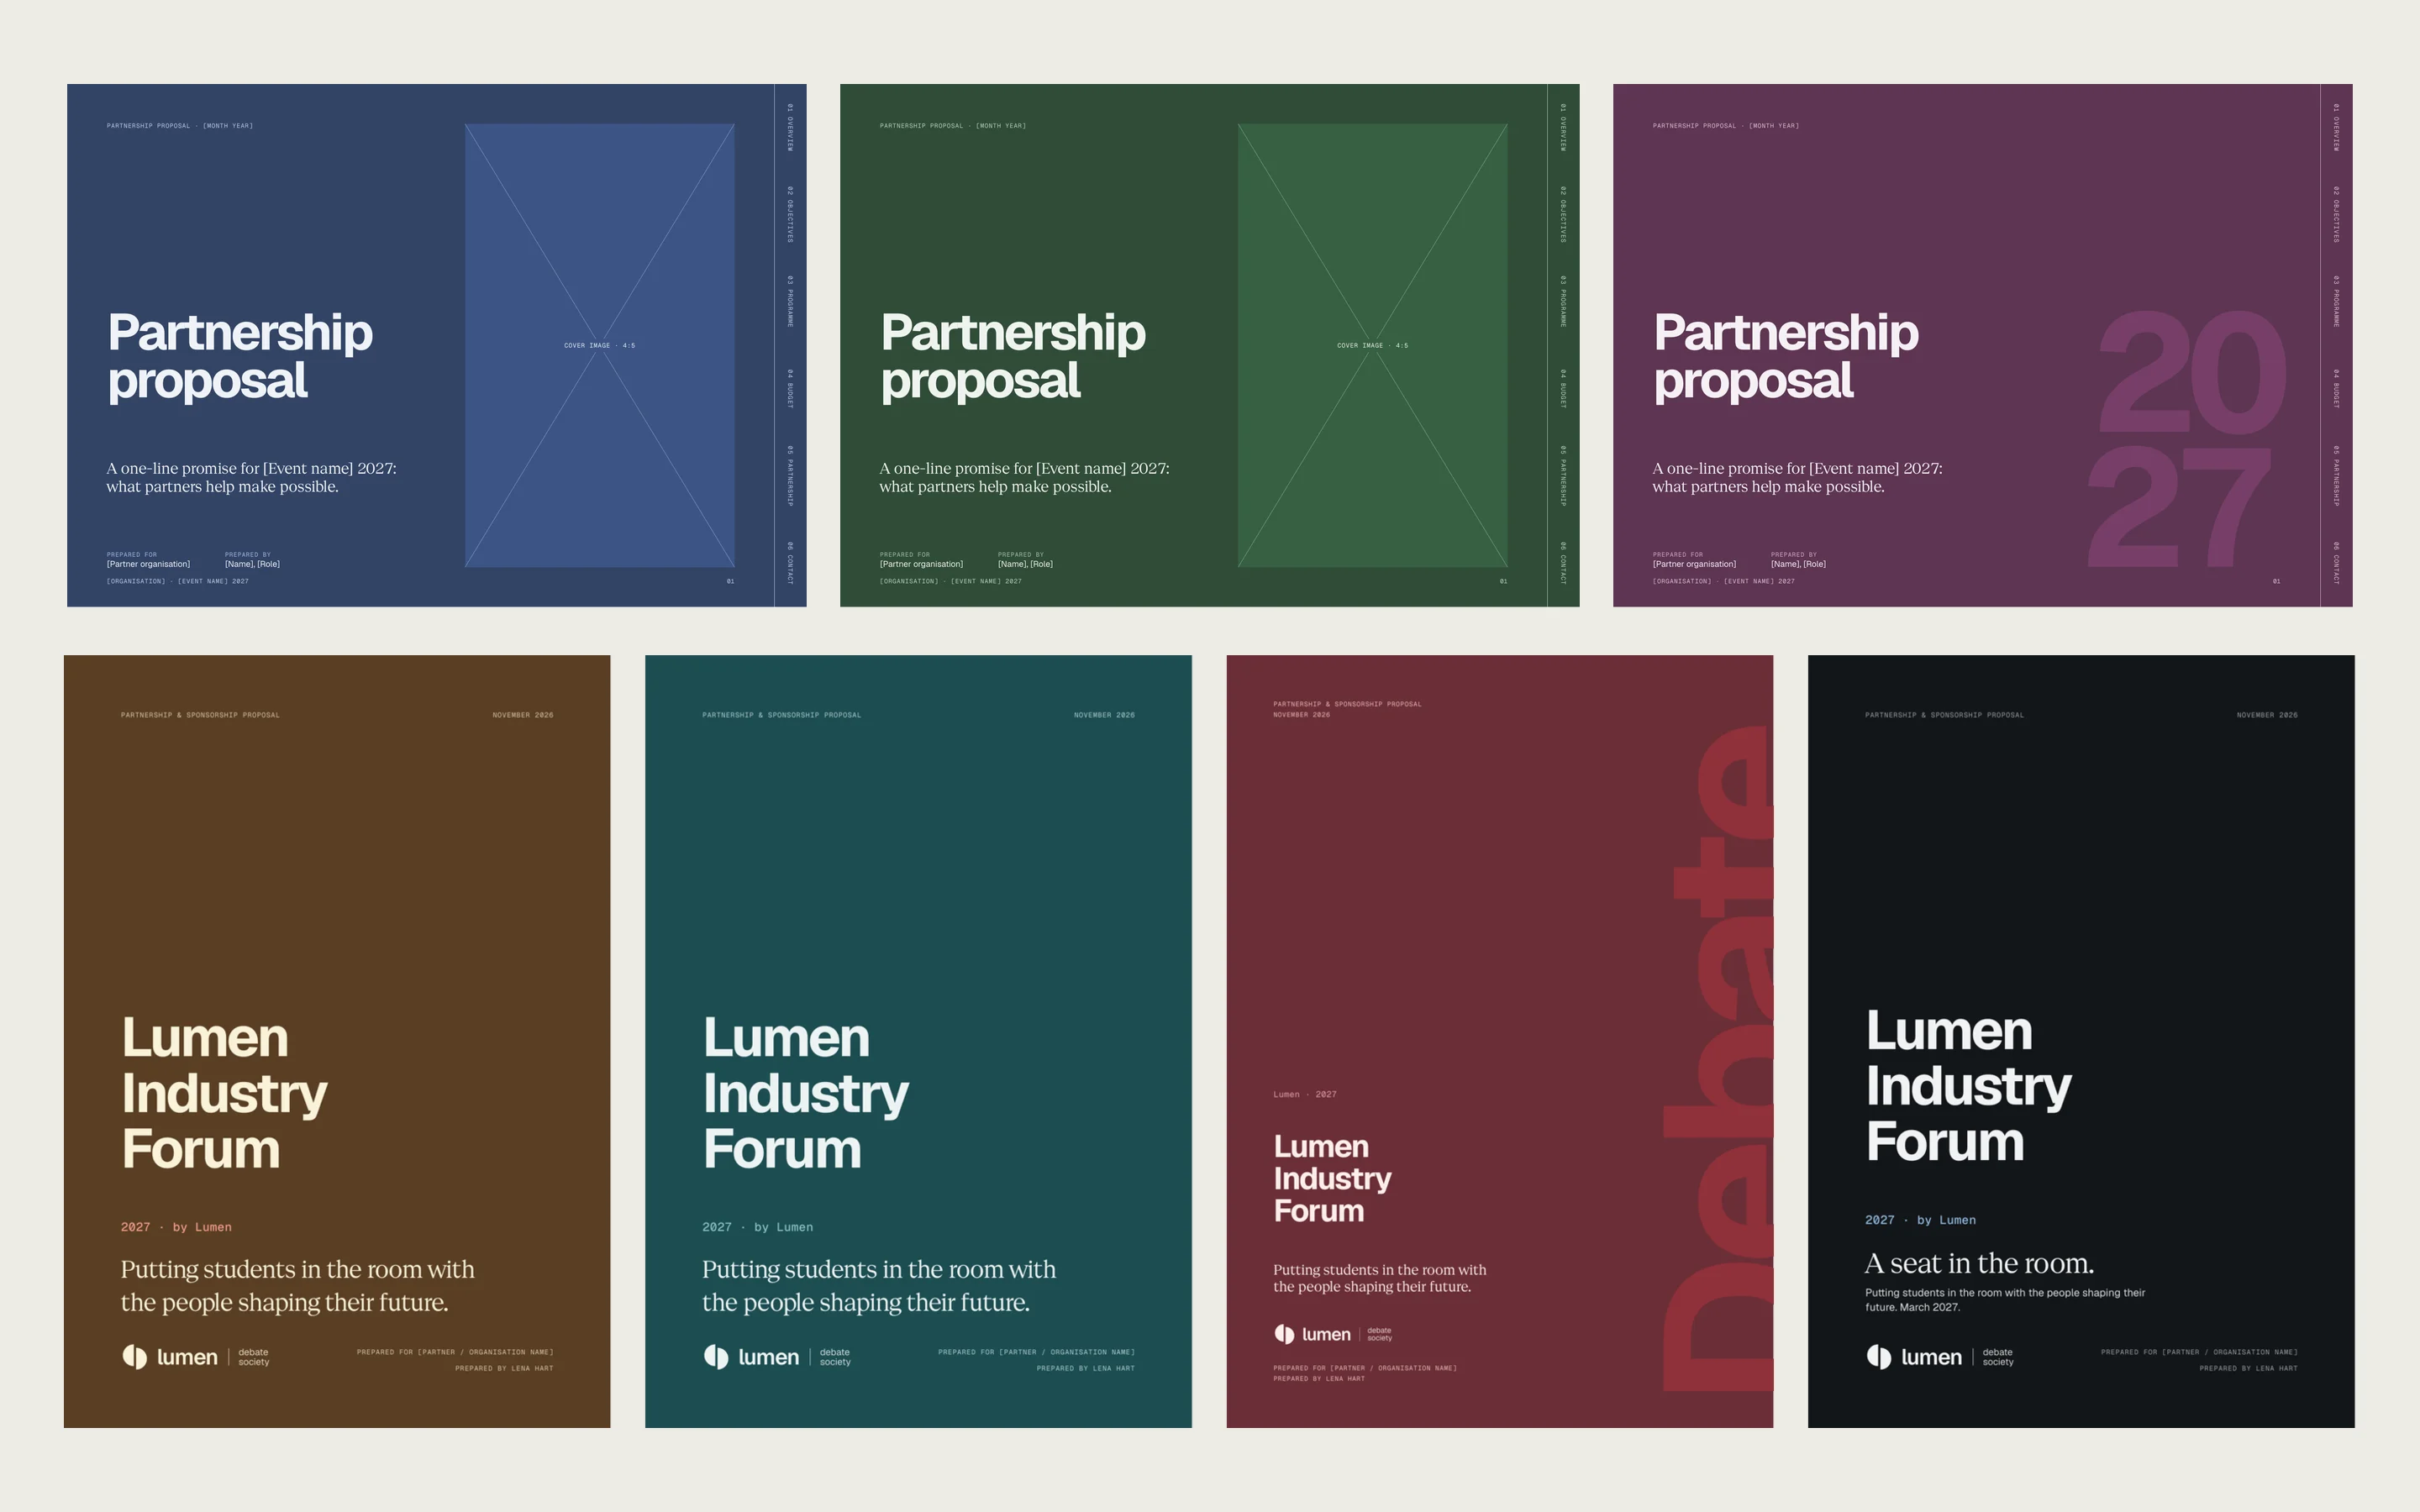 PARTNERSHIP PROPOSAL · [MONTH YEAR]
Partnership
proposal
A one-line promise for [Event name] 2027:
what partners help make possible.
PREPARED FOR
[Partner organisation]
PREPARED BY
[Name], [Role]
[ORGANISATION] · [EVENT NAME] 2027
COVER IMAGE · 4:5
01
01 OVERVIEW
02 OBJECTIVES
03 PROGRAMME
04 BUDGET
05 PARTNERSHIP
06 CONTACT
PARTNERSHIP PROPOSAL · [MONTH YEAR]
Partnership
proposal
A one-line promise for [Event name] 2027:
what partners help make possible.
PREPARED FOR
[Partner organisation]
PREPARED BY
[Name], [Role]
[ORGANISATION] · [EVENT NAME] 2027
COVER IMAGE · 4:5
01
01 OVERVIEW
02 OBJECTIVES
03 PROGRAMME
04 BUDGET
05 PARTNERSHIP
06 CONTACT
PARTNERSHIP PROPOSAL · [MONTH YEAR]
Partnership
proposal
A one-line promise for [Event name] 2027:
what partners help make possible.
PREPARED FOR
[Partner organisation]
PREPARED BY
[Name], [Role]
[ORGANISATION] · [EVENT NAME] 2027
20
27
01
01 OVERVIEW
02 OBJECTIVES
03 PROGRAMME
04 BUDGET
05 PARTNERSHIP
06 CONTACT
PARTNERSHIP & SPONSORSHIP PROPOSAL
NOVEMBER 2026
Lumen
Industry
Forum
2027 · by Lumen
Putting students in the room with
the people shaping their future.
lumen
debate
society
PREPARED FOR [PARTNER / ORGANISATION NAME]
PREPARED BY LENA HART
PARTNERSHIP & SPONSORSHIP PROPOSAL
NOVEMBER 2026
Lumen
Industry
Forum
2027 · by Lumen
Putting students in the room with
the people shaping their future.
lumen
debate
society
PREPARED FOR [PARTNER / ORGANISATION NAME]
PREPARED BY LENA HART
PARTNERSHIP & SPONSORSHIP PROPOSAL
NOVEMBER 2026
Lumen · 2027
Lumen
Industry
Forum
Putting students in the room with
the people shaping their future.
lumen
debate
society
PREPARED FOR [PARTNER / ORGANISATION NAME]
PREPARED BY LENA HART
Debate
PARTNERSHIP & SPONSORSHIP PROPOSAL
NOVEMBER 2026
Lumen
Industry
Forum
2027 · by Lumen
A seat in the room.
Putting students in the room with the people shaping their
future. March 2027.
lumen
debate
society
PREPARED FOR [PARTNER / ORGANISATION NAME]
PREPARED BY LENA HART